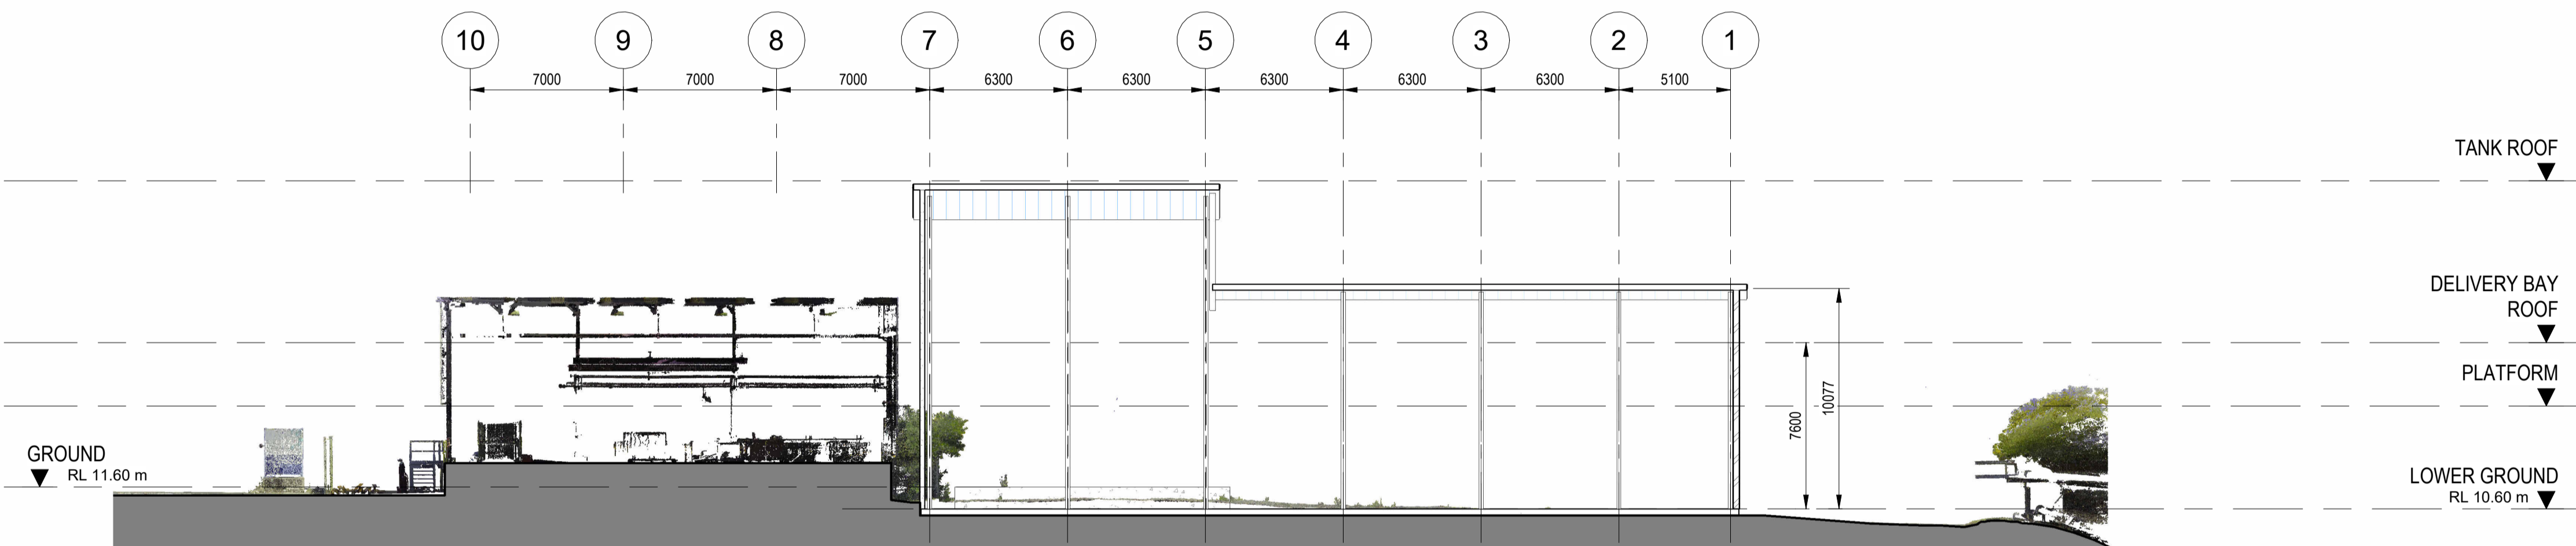 10 9 8 7 6 5 4 3 2 1
7000 7000 7000 6300 6300 6300 6300 6300 5100
TANK ROOF
DELIVERY BAY
ROOF
PLATFORM
10077
7600
GROUND
RL 11.60 m
LOWER GROUND
RL 10.60 m